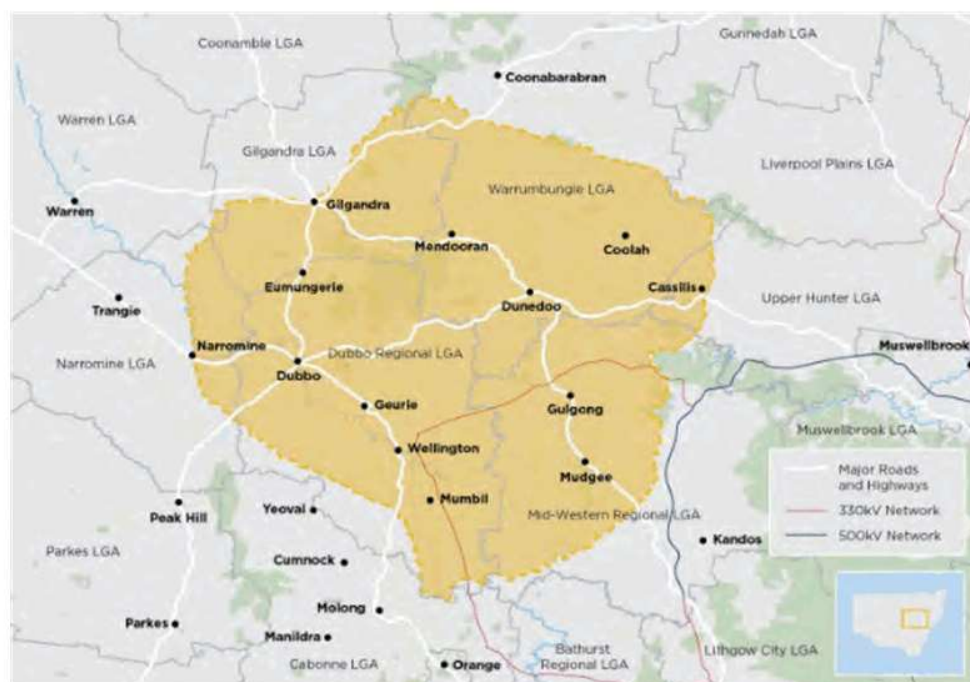 Coonamble LGA
Gunnedah LGA
Coonabarabran
Warren LGA
Gilgandra LGA
Liverpool Plains LGA
Warrumbungle LGA
Warren
Gilgandra
Mendooran
Coolah
Eumungerie
Cassilis
Trangie
Dunedoo
Upper Hunter LGA
Narromine
Muswellbrook
Narromine LGA
Dubbo Regional LGA
Dubbo
Geurie
Gulgong
Muswellbrook LGA
Wellington
Mudgee
Major Roads
and Highways
Mumbil
Peak Hill
Yeoval
Mid-Western Regional LGA
330kV Network
500kV Network
Kandos
Parkes LGA
Cumnock
Molong
Parkes
Manildra
Cabonne LGA
Orange
Bathurst
Regional LGA
Lithgow City LGA